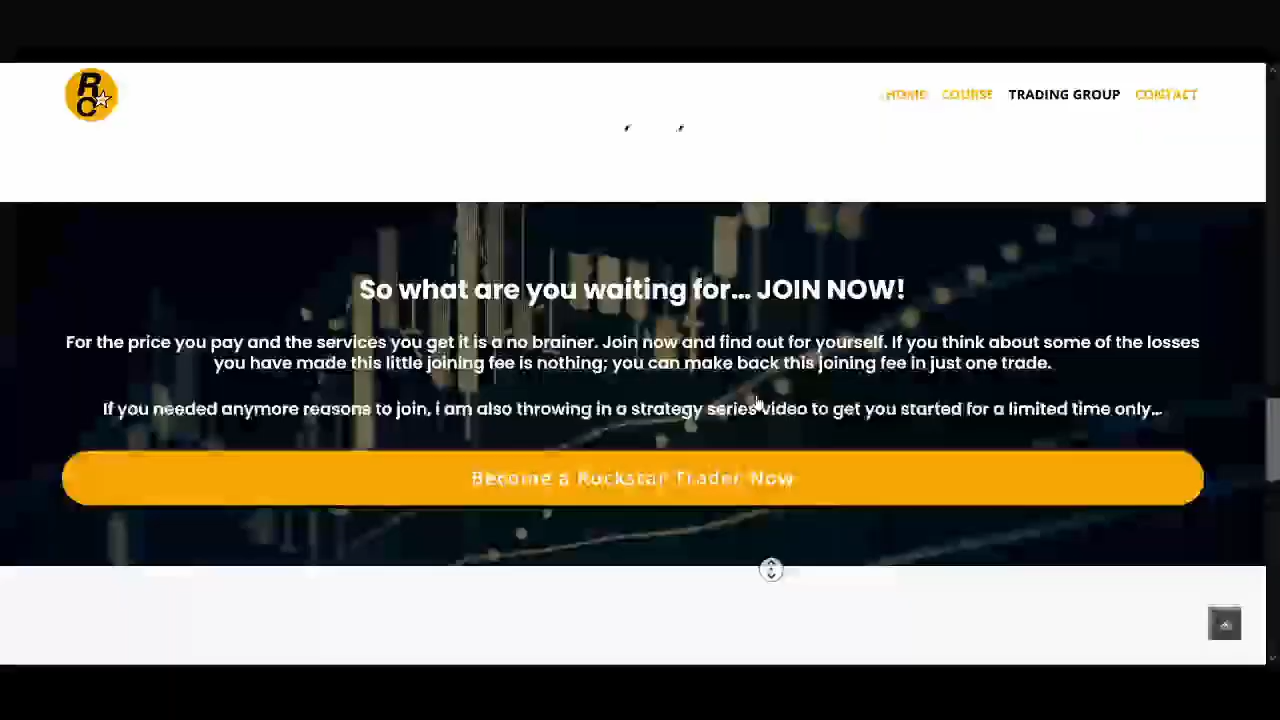 RC
HOME COURSE TRADING GROUP CONTACT
So what are you waiting for... JOIN NOW!
For the price you pay and the services you get it is a no brainer. Join now and find out for yourself. If you think about some of the losses
you have made this little joining fee is nothing; you can make back this joining fee in just one trade.
If you needed anymore reasons to join, i am also throwing in a strategy series video to get you started for a limited time only...
Become a Rockstar Trader Now